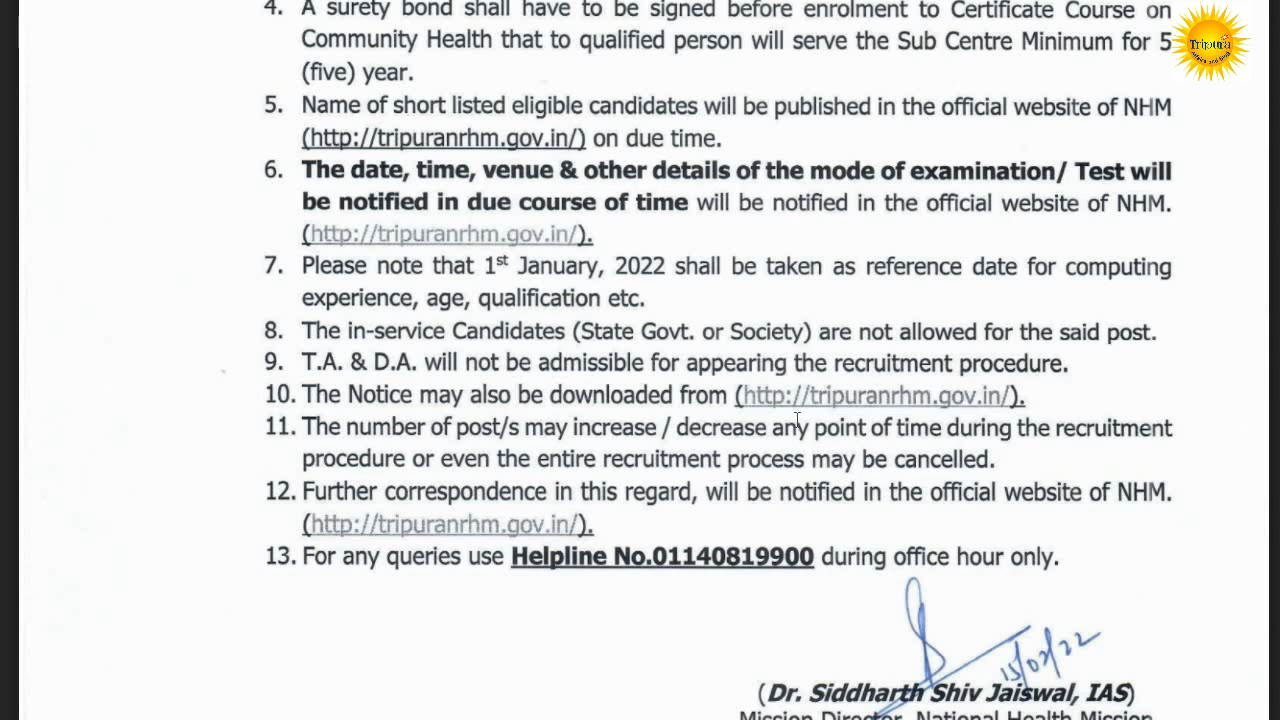 4. A surety bond shall have to be signed before enrolment to Certificate Course on
Community Health that to qualified person will serve the Sub Centre Minimum for 5
(five) year.
5. Name of short listed eligible candidates will be published in the official website of NHM
(http://tripuranrhm.gov.in/) on due time.
6. The date, time, venue & other details of the mode of examination/ Test will
be notified in due course of time will be notified in the official website of NHM.
(http://tripuranrhm.gov.in/).
7. Please note that 1st January, 2022 shall be taken as reference date for computing
experience, age, qualification etc.
8. The in-service Candidates (State Govt. or Society) are not allowed for the said post.
9. T.A. & D.A. will not be admissible for appearing the recruitment procedure.
10. The Notice may also be downloaded from (http://tripuranrhm.gov.in/).
11. The number of post/s may increase / decrease any point of time during the recruitment
procedure or even the entire recruitment process may be cancelled.
12. Further correspondence in this regard, will be notified in the official website of NHM.
(http://tripuranrhm.gov.in/).
13. For any queries use Helpline No.01140819900 during office hour only.
15/02/22
(Dr. Siddharth Shiv Jaiswal, IAS)
Mission Director, National Health Mission
Tripura